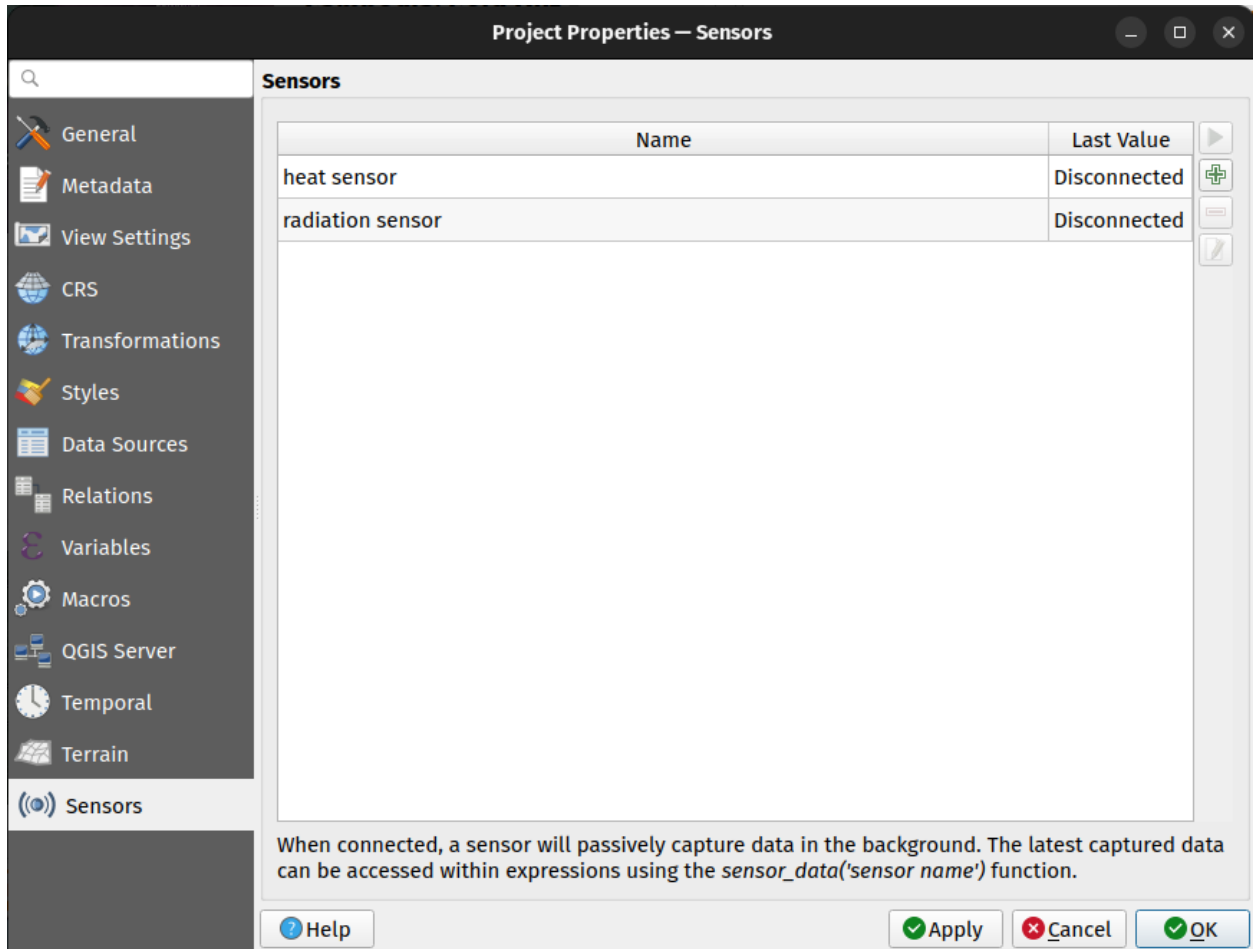 Project Properties — Sensors
Sensors
General
Metadata
View Settings
CRS
Transformations
Styles
Data Sources
Relations
Variables
Macros
QGIS Server
Temporal
Terrain
Sensors
Name Last Value
heat sensor Disconnected
radiation sensor Disconnected
When connected, a sensor will passively capture data in the background. The latest captured data
can be accessed within expressions using the sensor_data('sensor name') function.
Help Apply Cancel OK